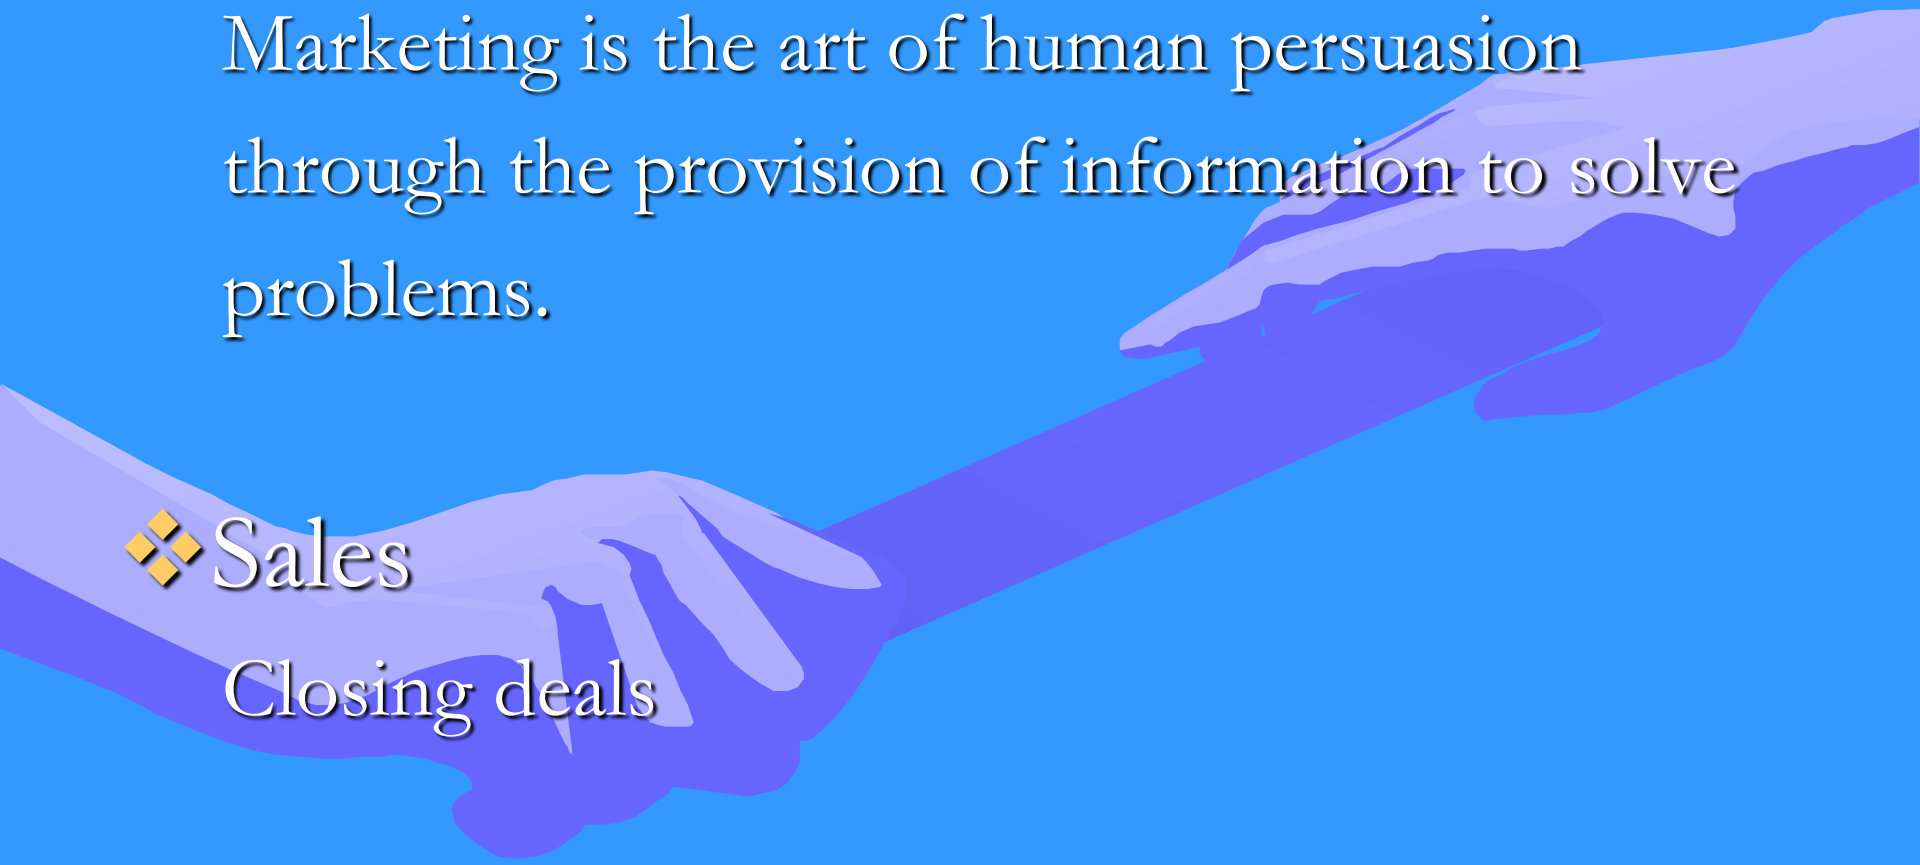 Marketing is the art of human persuasion
through the provision of information to solve
problems.
Sales
Closing deals